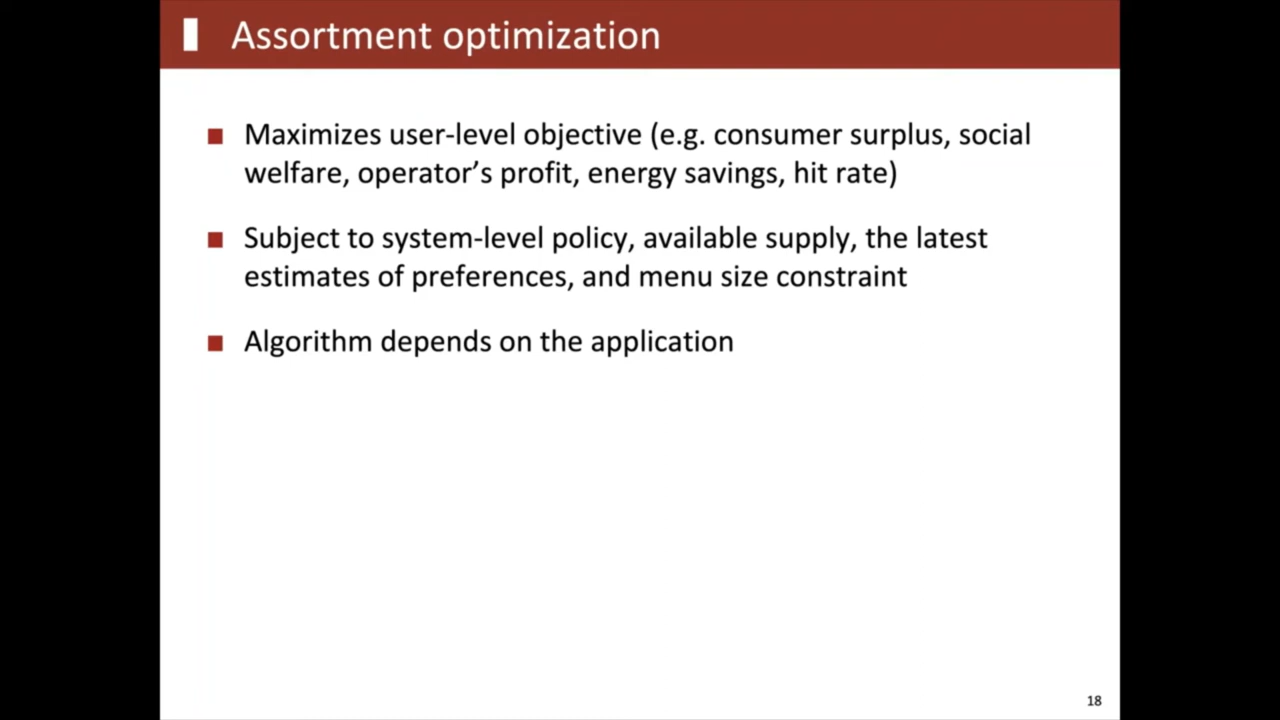 Assortment optimization
Maximizes user-level objective (e.g. consumer surplus, social
welfare, operator’s profit, energy savings, hit rate)
Subject to system-level policy, available supply, the latest
estimates of preferences, and menu size constraint
Algorithm depends on the application
18